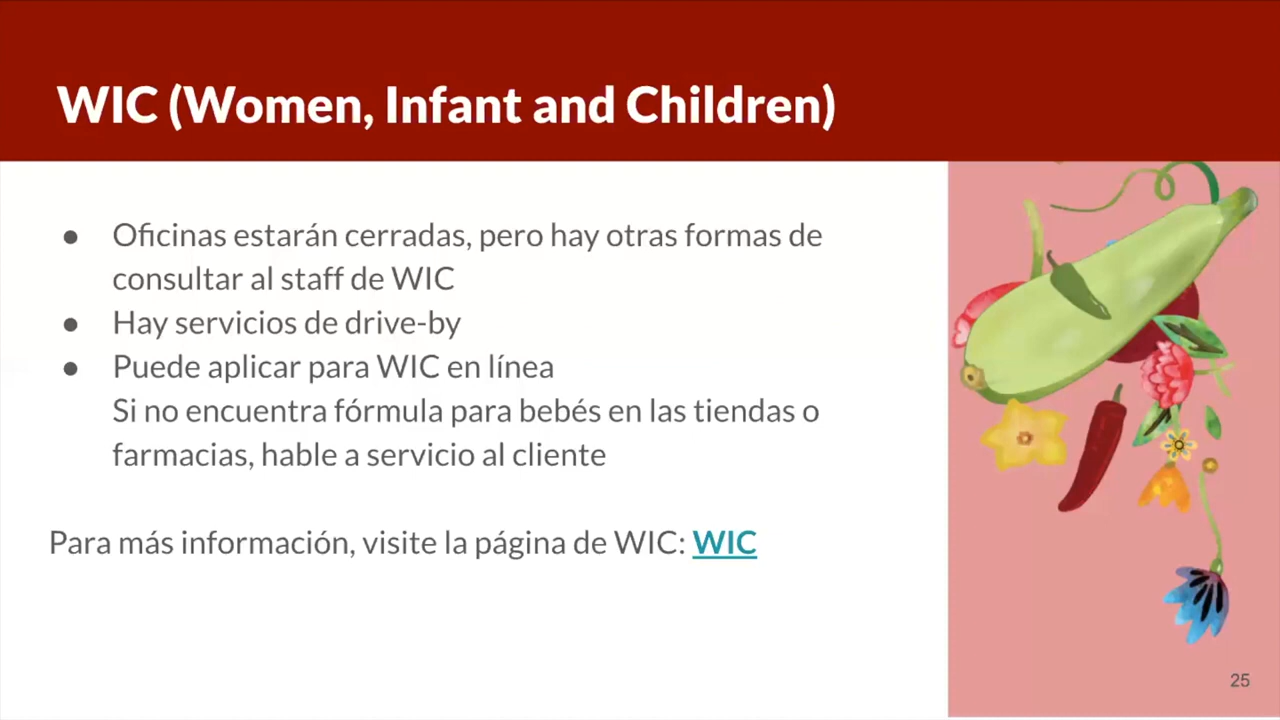 WIC (Women, Infant and Children)
● Oficinas estarán cerradas, pero hay otras formas de
consultar al staff de WIC
● Hay servicios de drive-by
● Puede aplicar para WIC en línea
Si no encuentra fórmula para bebés en las tiendas o
farmacias, hable a servicio al cliente
Para más información, visite la página de WIC: WIC
25